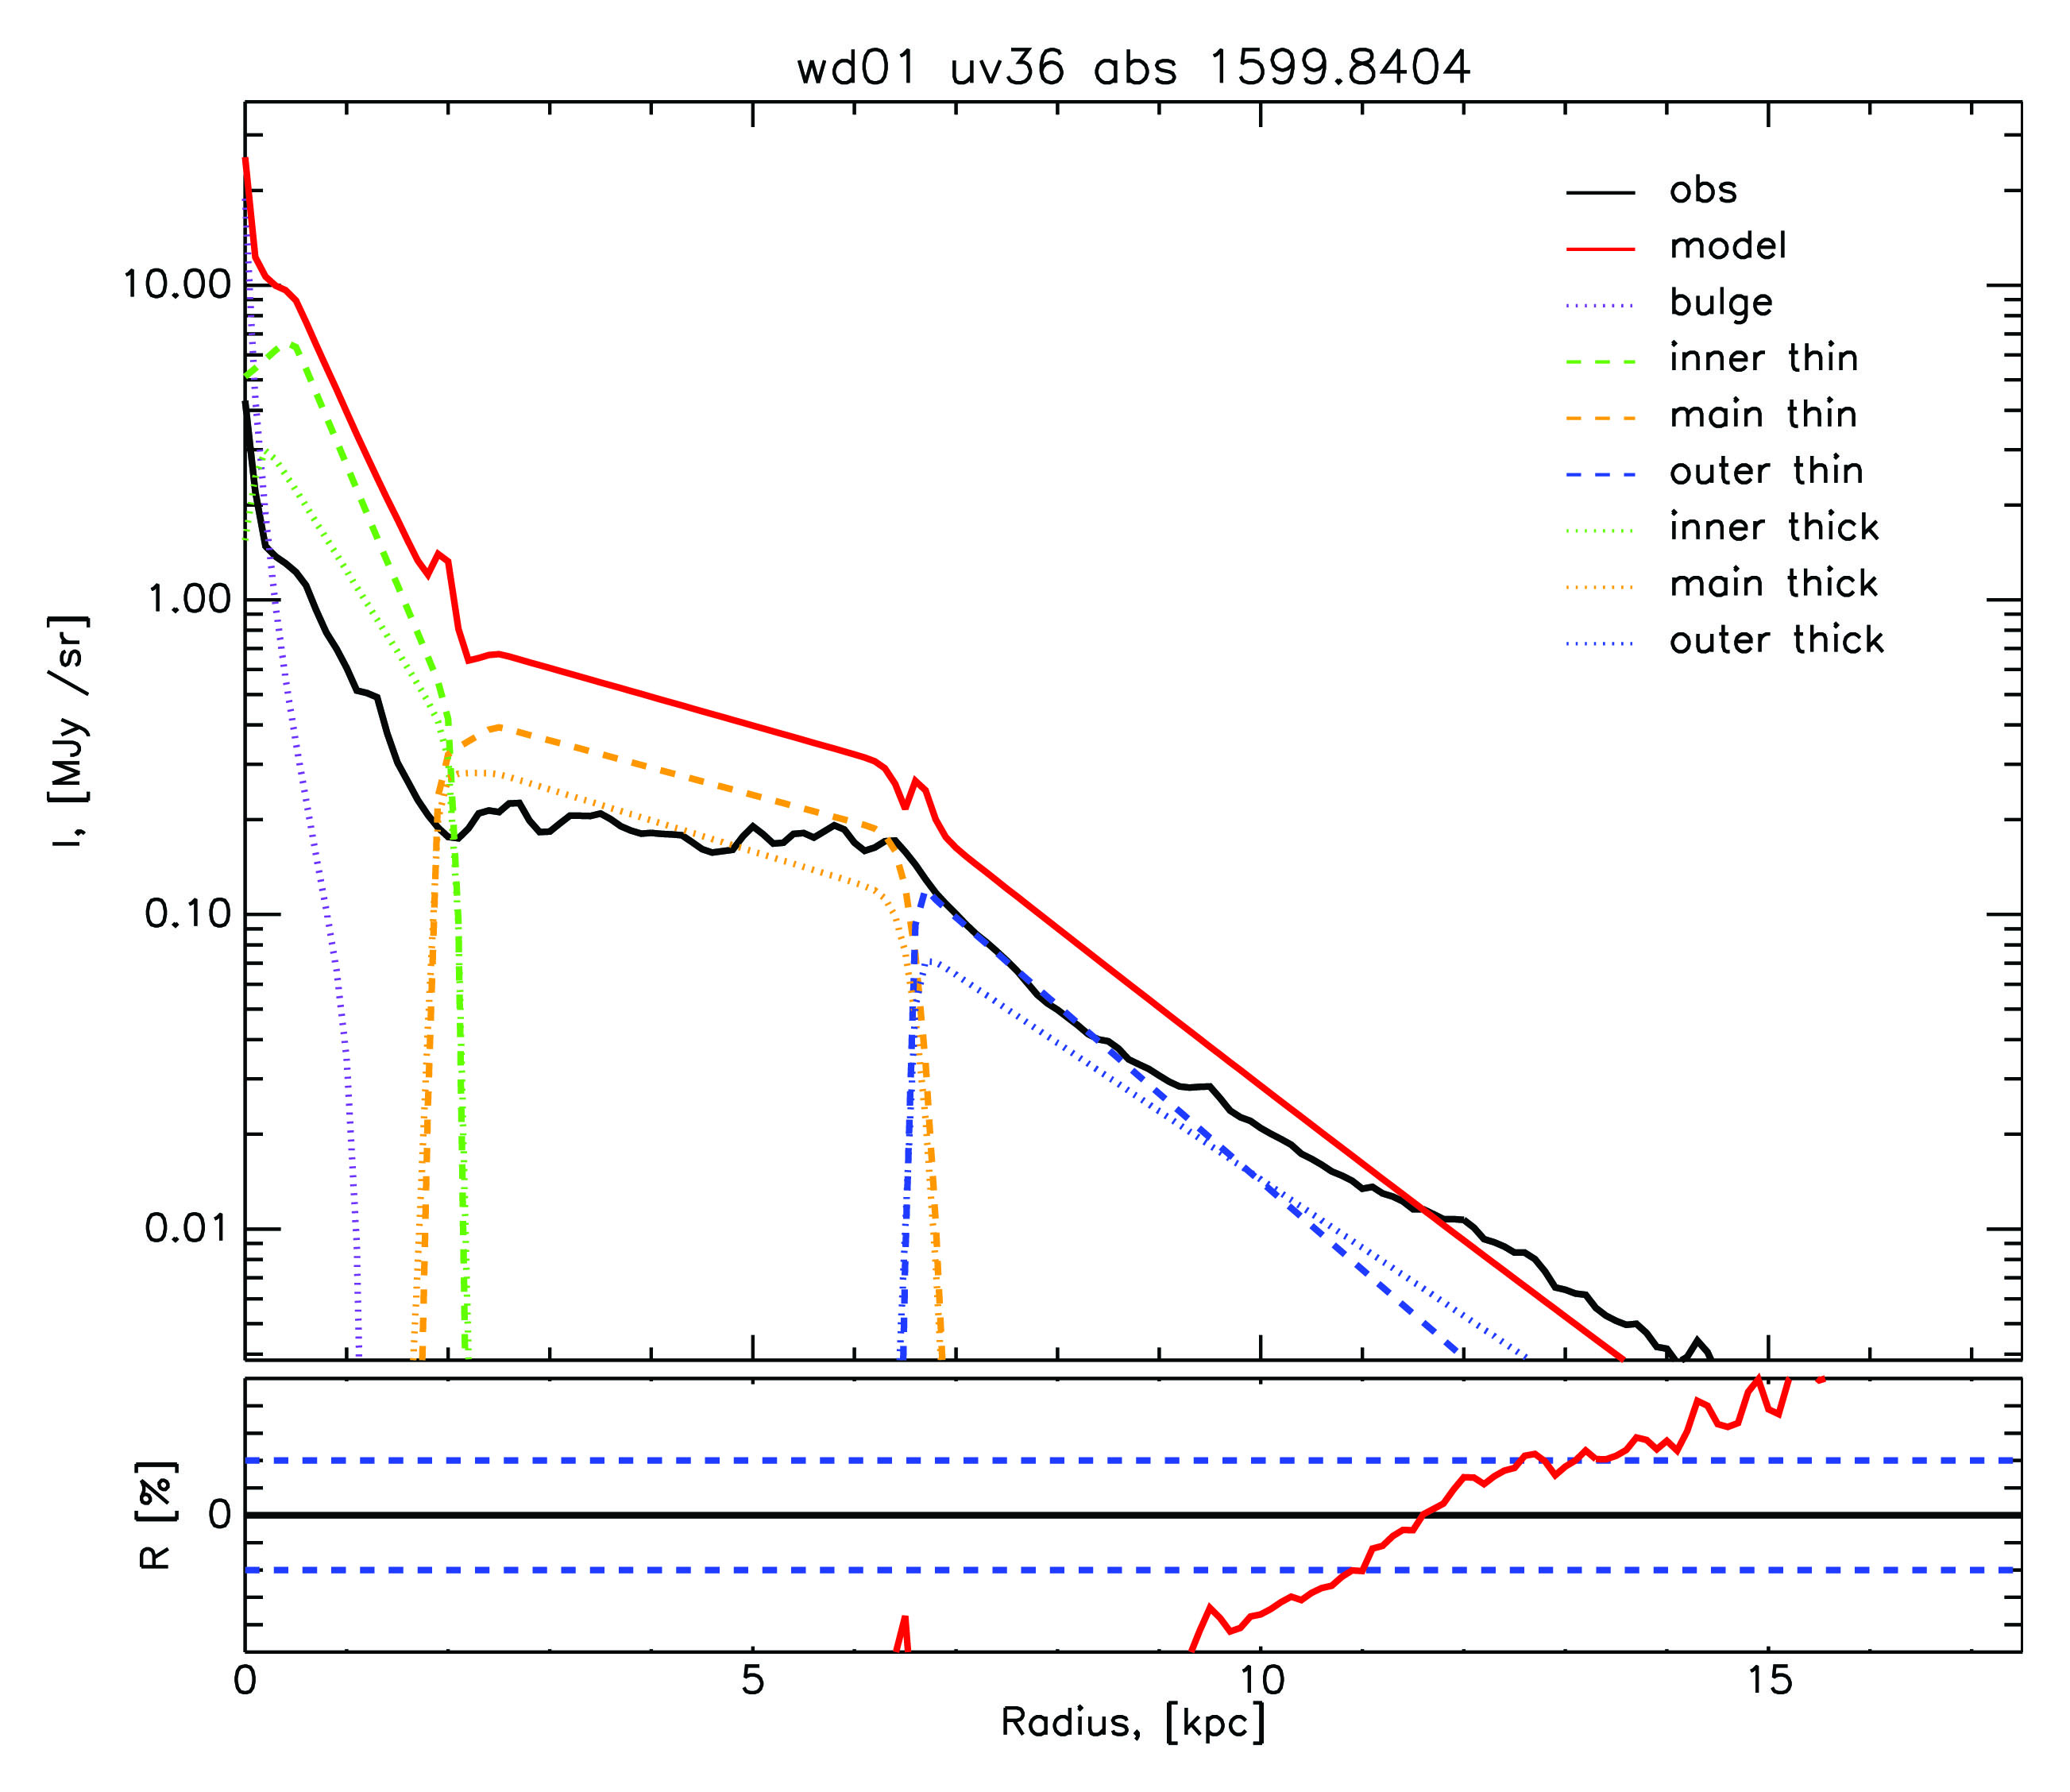 wd01 uv36 abs 1599.8404
obs
model
bulge
inner thin
main thin
outer thin
inner thick
main thick
outer thick
I, [MJy /sr]
10.00
1.00
0.10
0.01
R [%]
0
0 5 10 15
Radius, [kpc]